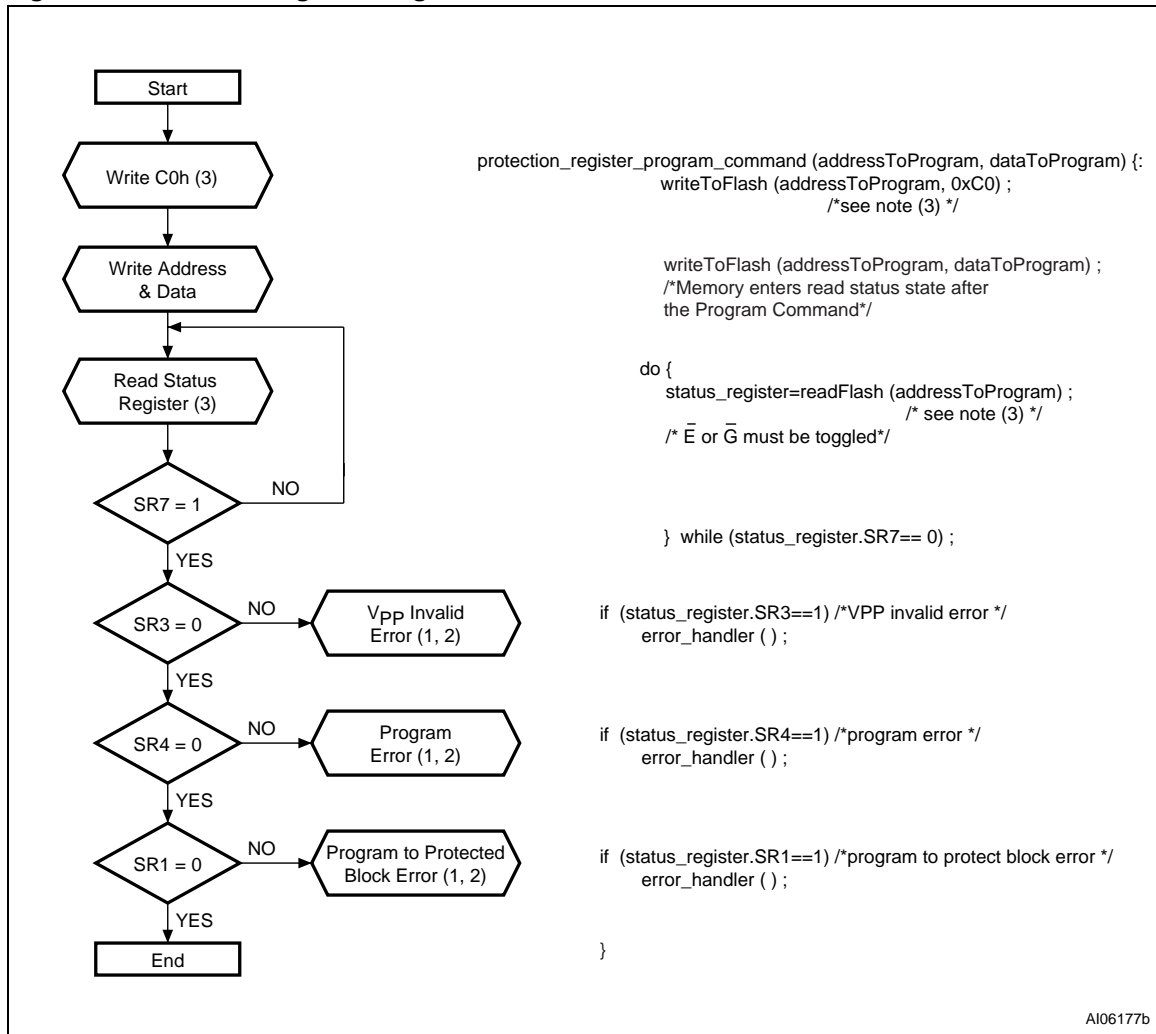 Start
Write C0h (3)
Write Address
& Data
Read Status
Register (3)
SR7 = 1
NO
YES
SR3 = 0
NO
VPP Invalid
Error (1, 2)
YES
SR4 = 0
NO
Program
Error (1, 2)
YES
SR1 = 0
NO
Program to Protected
Block Error (1, 2)
YES
End
protection_register_program_command (addressToProgram, dataToProgram) {:
writeToFlash (addressToProgram, 0xC0) ;
/*see note (3) */
writeToFlash (addressToProgram, dataToProgram) ;
/*Memory enters read status state after
the Program Command*/
do {
status_register=readFlash (addressToProgram) ;
/* see note (3) */
/* E̅ or G̅ must be toggled*/
} while (status_register.SR7== 0) ;
if (status_register.SR3==1) /*VPP invalid error */
error_handler ( ) ;
if (status_register.SR4==1) /*program error */
error_handler ( ) ;
if (status_register.SR1==1) /*program to protect block error */
error_handler ( ) ;
}
AI06177b